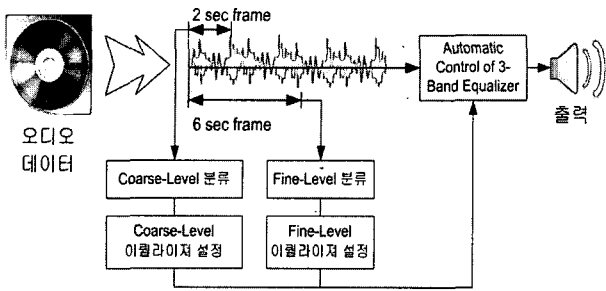 2 sec frame
6 sec frame
오디오
데이터
Automatic
Control of 3-
Band Equalizer
출력
Coarse-Level 분류
Fine-Level 분류
Coarse-Level
이퀄라이져 설정
Fine-Level
이퀄라이져 설정